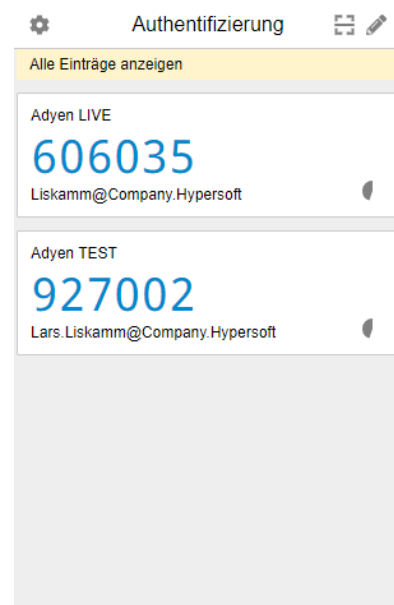 Authentifizierung
Alle Einträge anzeigen
Adyen LIVE
606035
Liskamm@Company.Hypersoft
Adyen TEST
927002
Lars.Liskamm@Company.Hypersoft